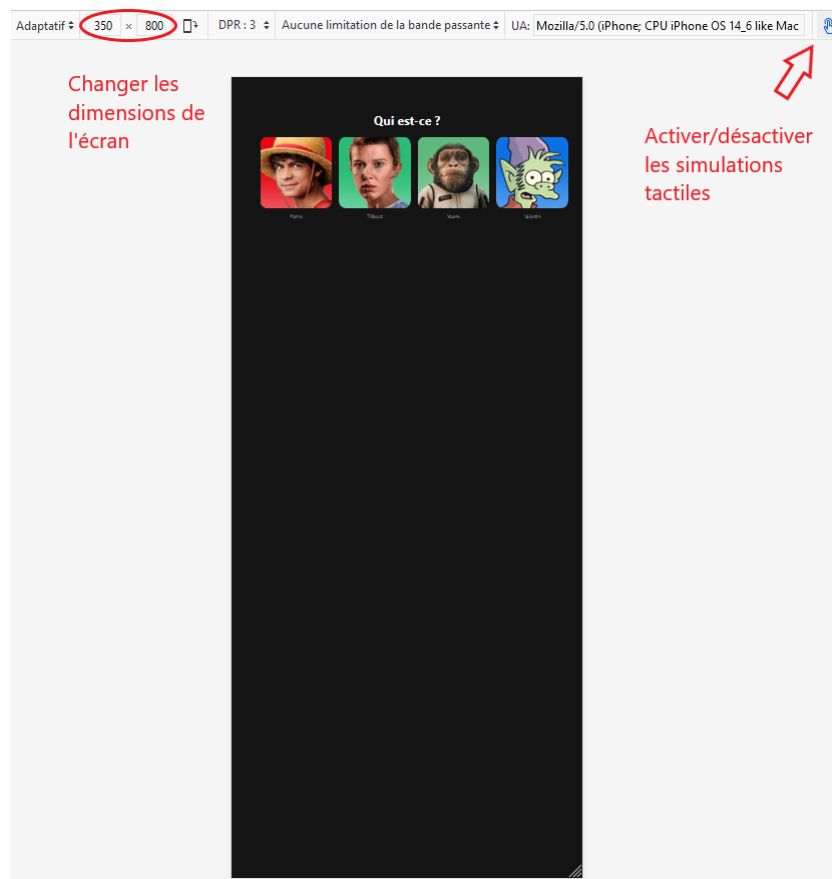 Adaptatif 350 × 800 DPR : 3 Aucune limitation de la bande passante UA: Mozilla/5.0 (iPhone; CPU iPhone OS 14_6 like Mac
Changer les
dimensions de
l'écran
Activer/désactiver
les simulations
tactiles
Qui est-ce ?